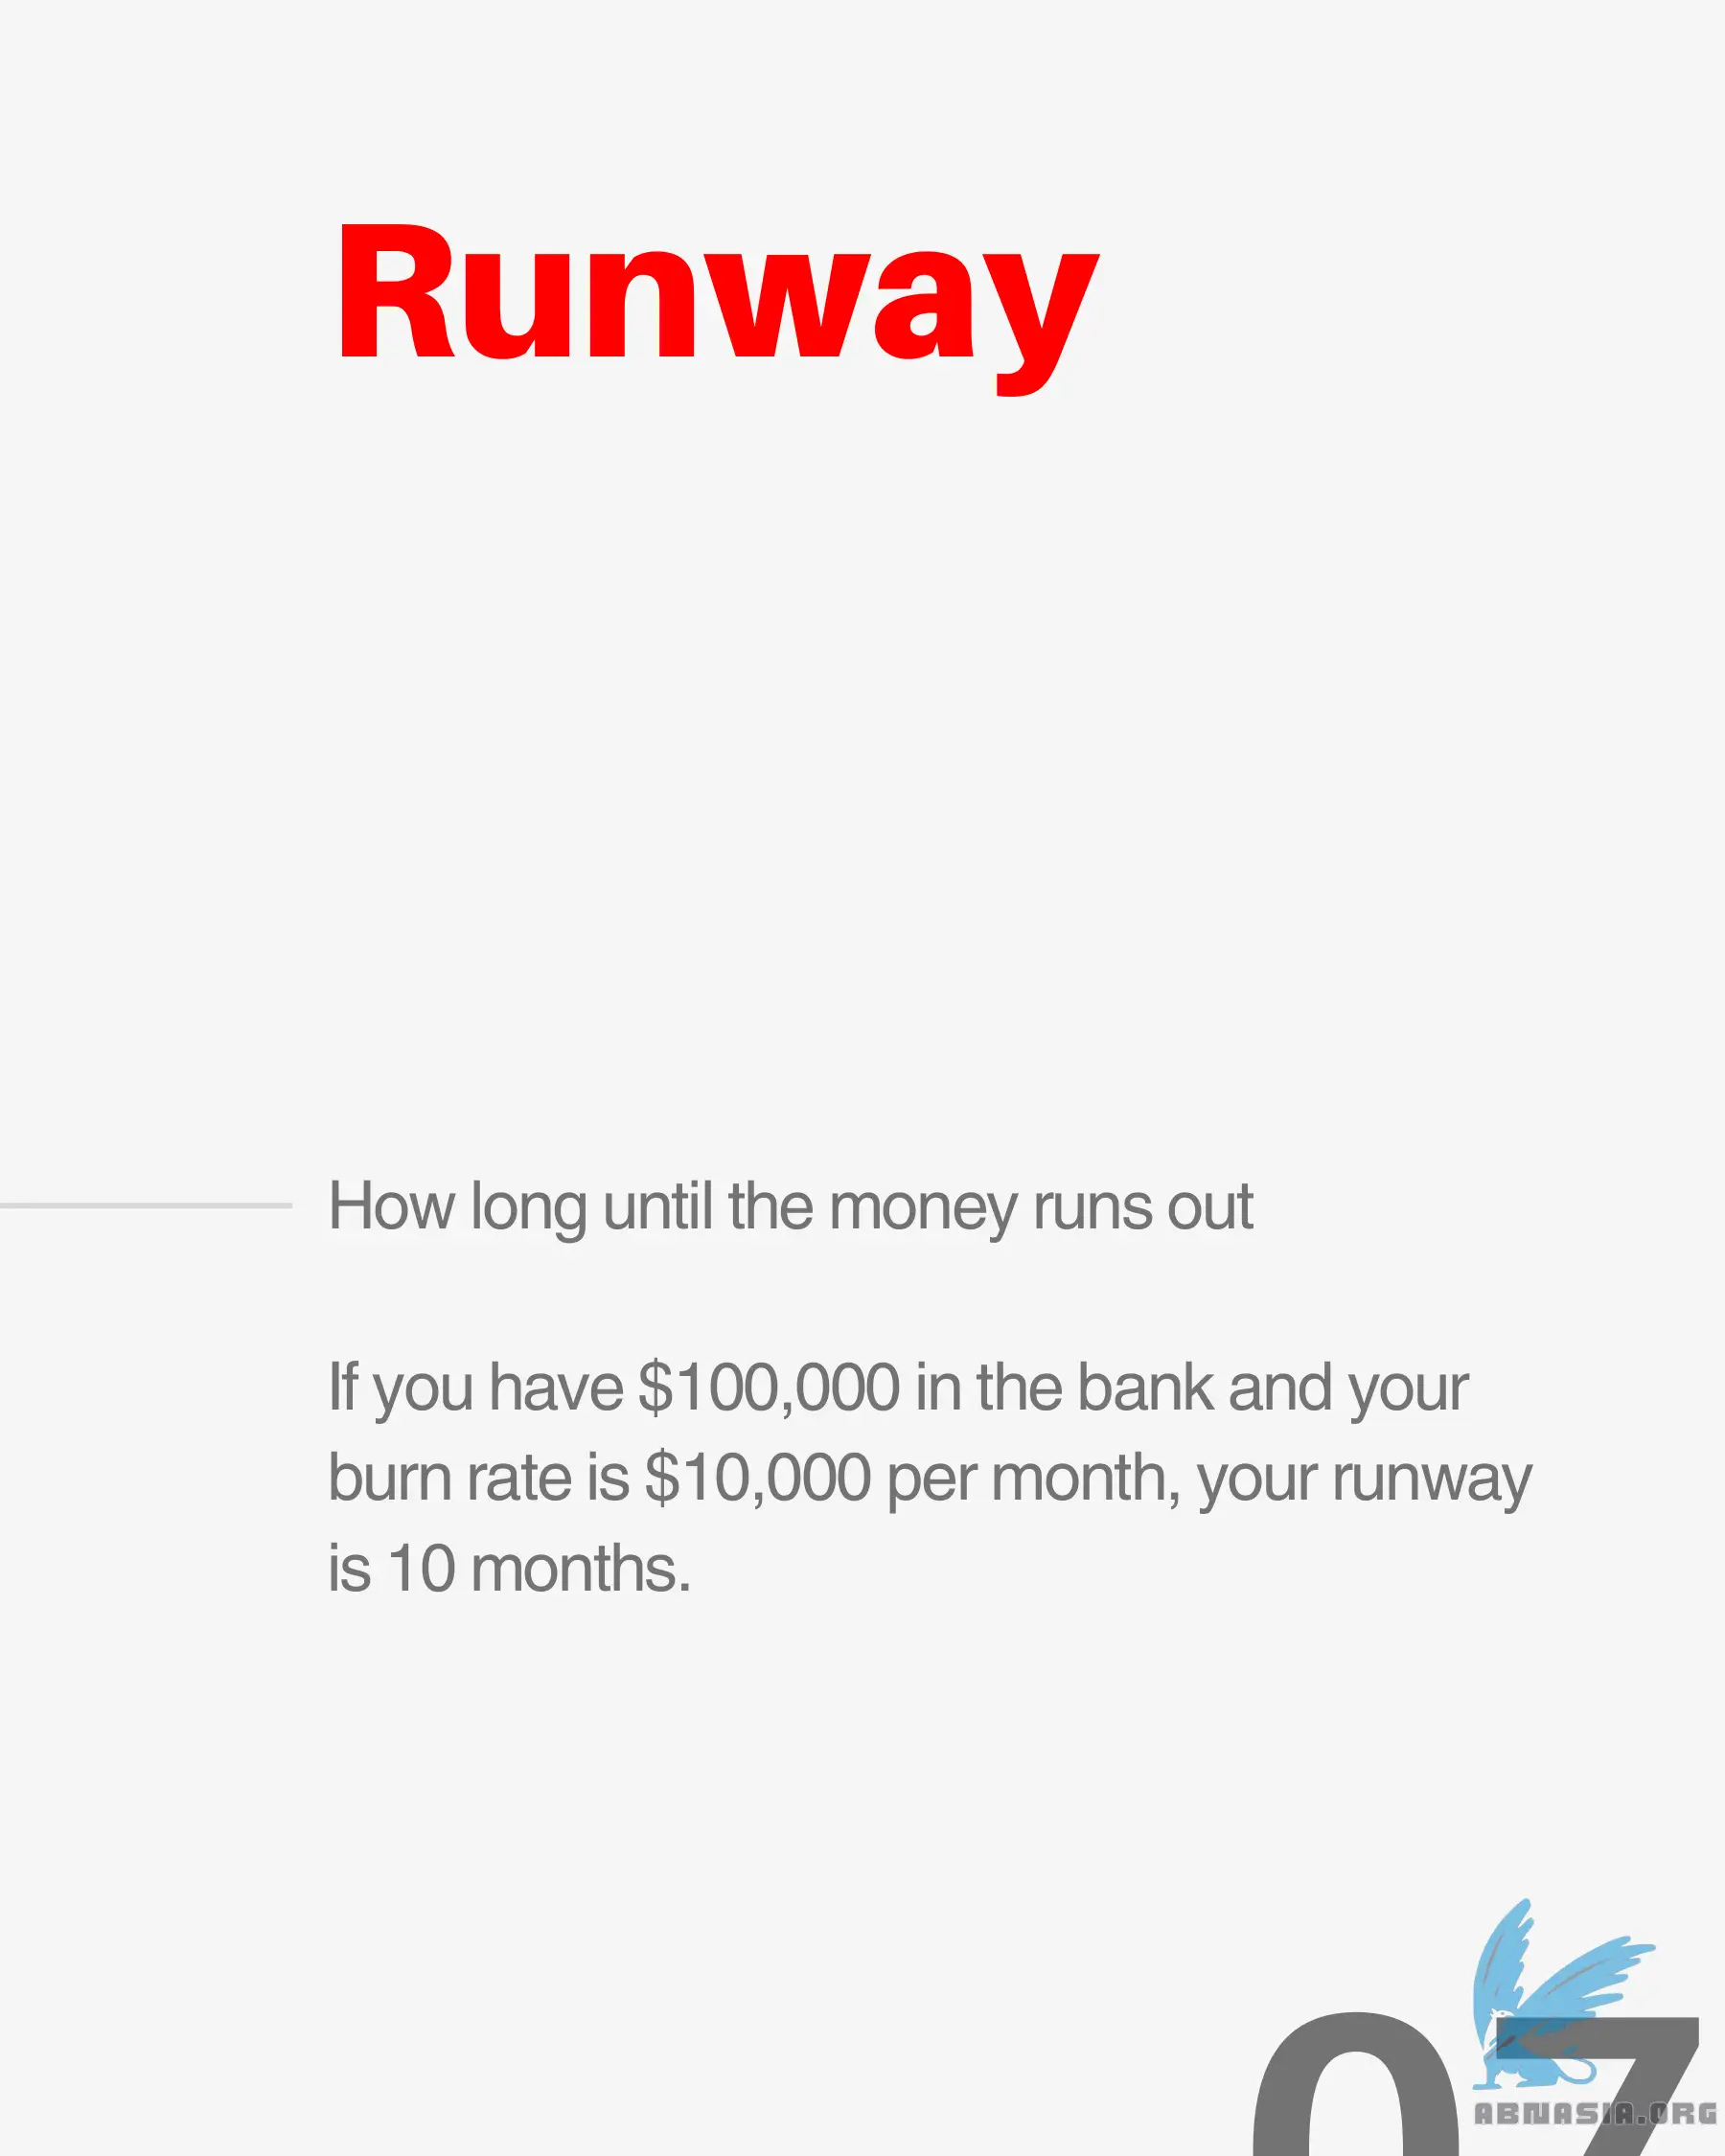 Runway
How long until the money runs out
If you have $100,000 in the bank and your
burn rate is $10,000 per month, your runway
is 10 months.
07
ABNASIA.ORG